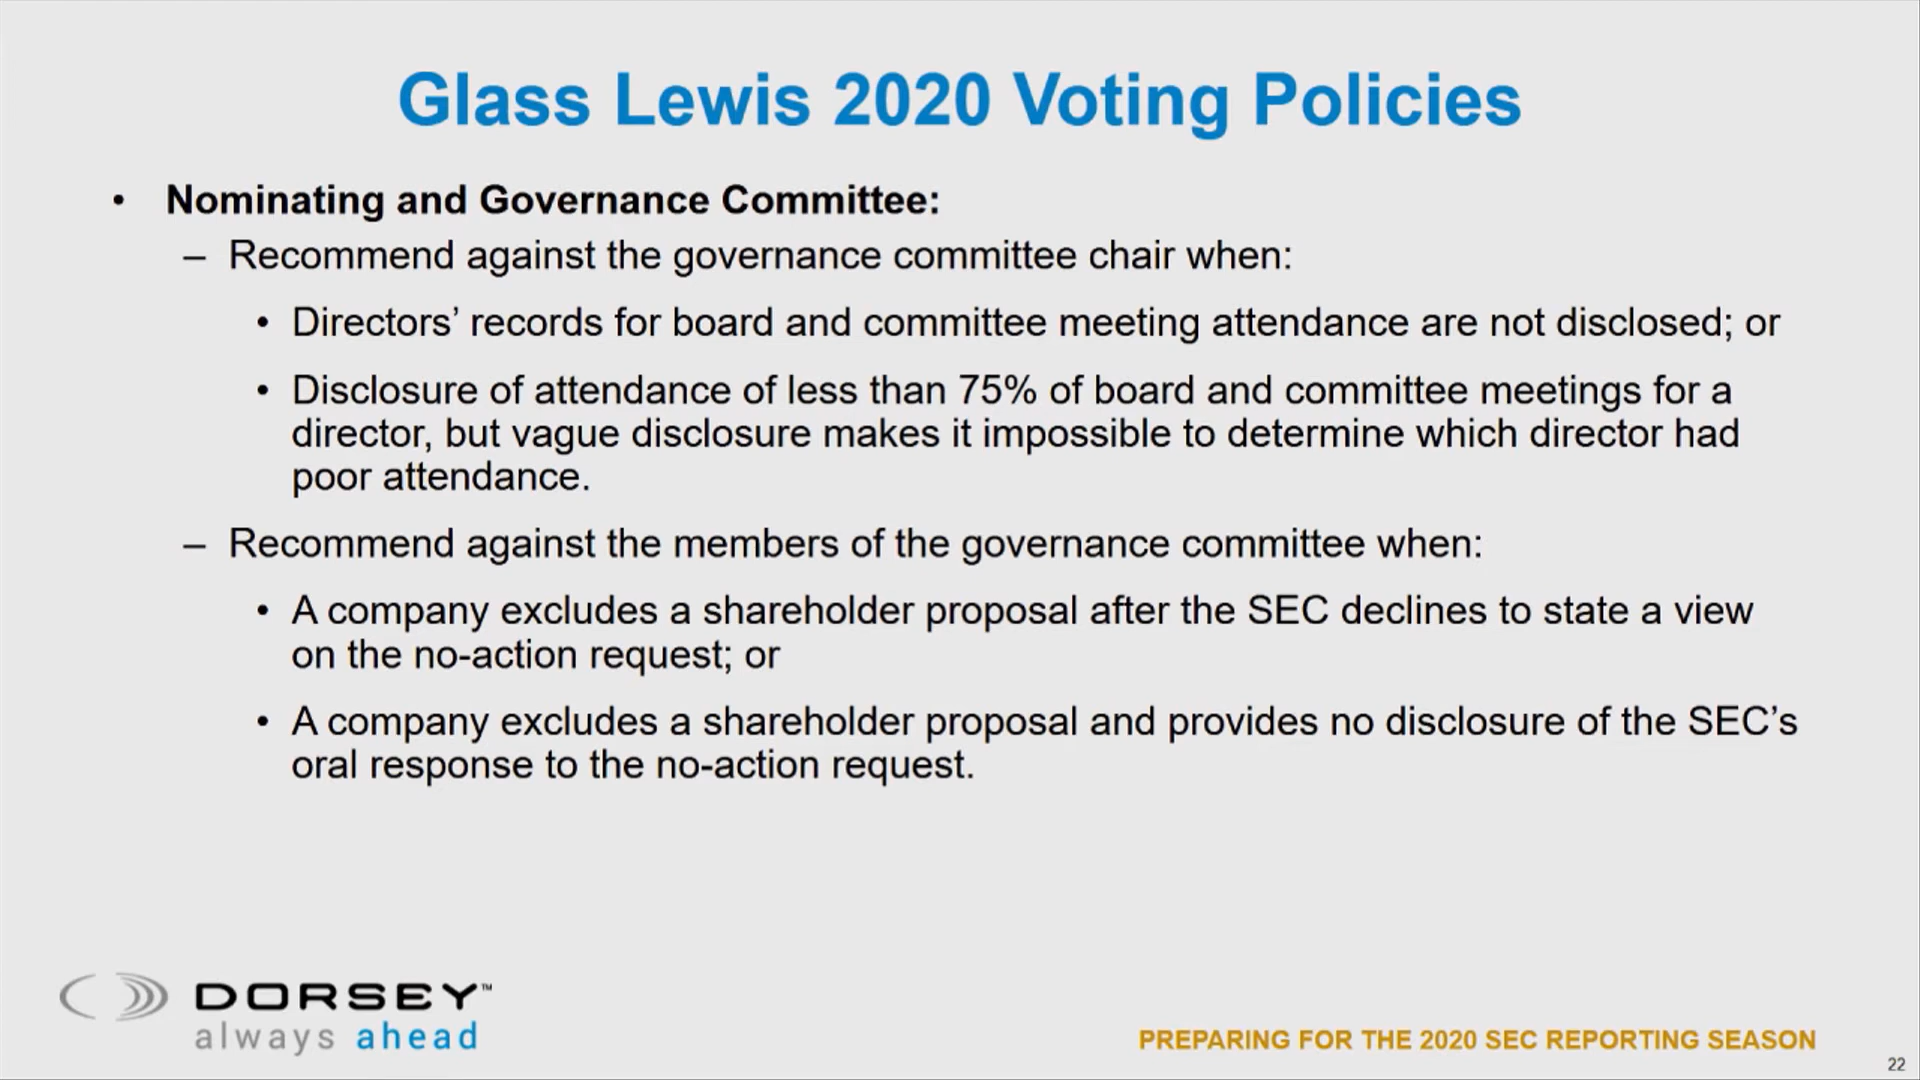 Glass Lewis 2020 Voting Policies
• Nominating and Governance Committee:
– Recommend against the governance committee chair when:
• Directors’ records for board and committee meeting attendance are not disclosed; or
• Disclosure of attendance of less than 75% of board and committee meetings for a
director, but vague disclosure makes it impossible to determine which director had
poor attendance.
– Recommend against the members of the governance committee when:
• A company excludes a shareholder proposal after the SEC declines to state a view
on the no-action request; or
• A company excludes a shareholder proposal and provides no disclosure of the SEC’s
oral response to the no-action request.
DORSEY™
always ahead
PREPARING FOR THE 2020 SEC REPORTING SEASON
22